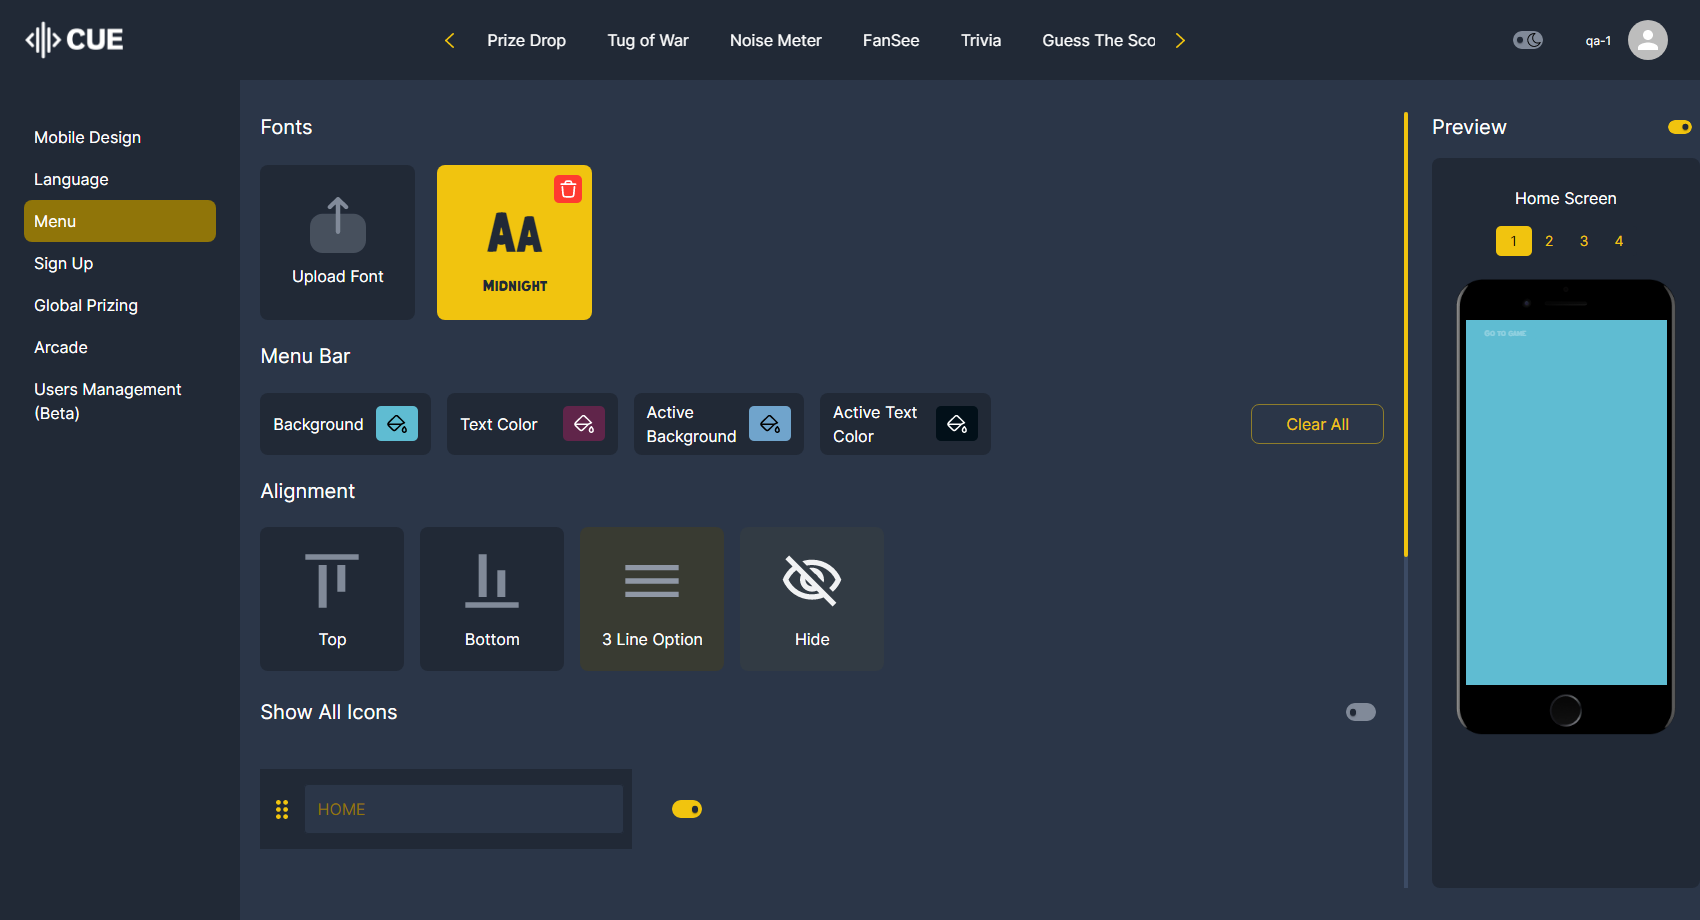 CUE
Prize Drop
Tug of War
Noise Meter
FanSee
Trivia
Guess The Sco
qa-1
Mobile Design
Language
Menu
Sign Up
Global Prizing
Arcade
Users Management
(Beta)
Fonts
Upload Font
AA
MIDNIGHT
Menu Bar
Background
Text Color
Active
Background
Active Text
Color
Clear All
Alignment
Top
Bottom
3 Line Option
Hide
Show All Icons
HOME
Preview
Home Screen
1 2 3 4
GO TO GAME